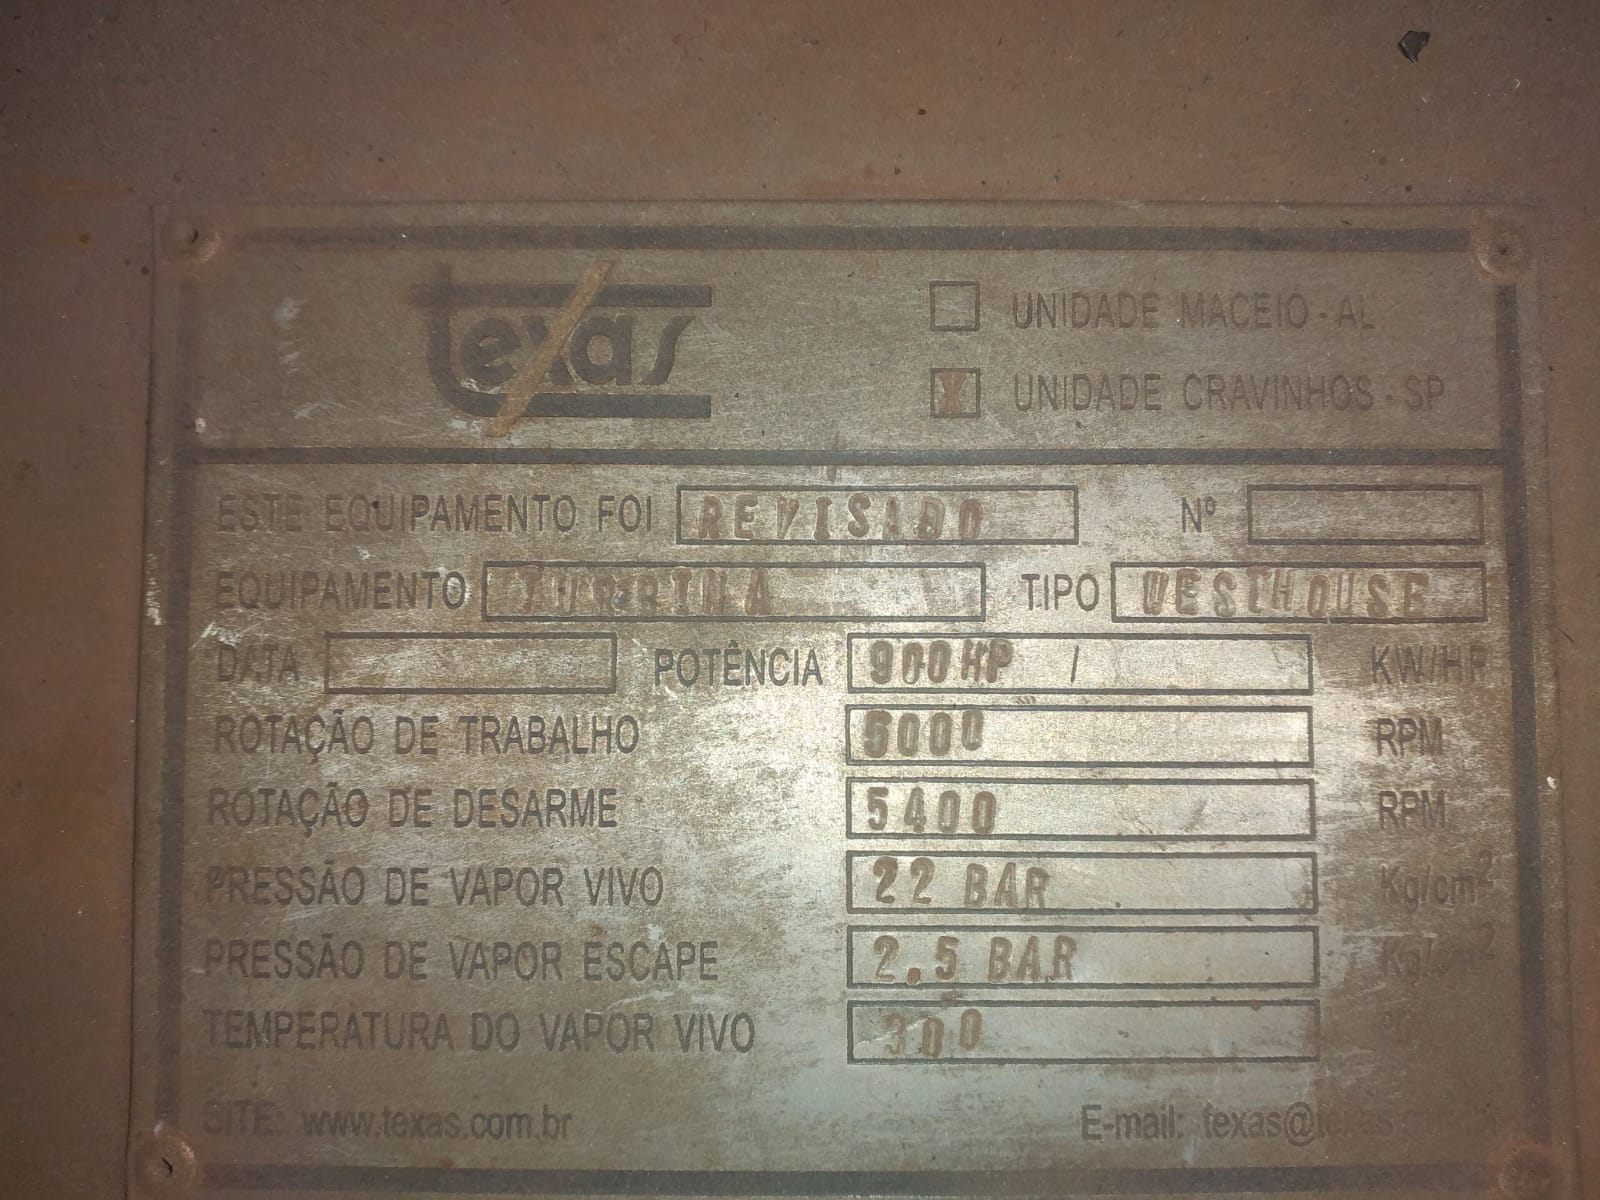 texas
UNIDADE MACEIO - AL
X UNIDADE CRAVINHOS - SP
ESTE EQUIPAMENTO FOI REVISADO Nº
EQUIPAMENTO TURBINA TIPO WESTHOUSE
DATA POTÊNCIA 900HP / KW/HP
ROTAÇÃO DE TRABALHO 5000 RPM
ROTAÇÃO DE DESARME 5400 RPM
PRESSÃO DE VAPOR VIVO 22 BAR Kg/cm²
PRESSÃO DE VAPOR ESCAPE 2.5 BAR Kg/cm²
TEMPERATURA DO VAPOR VIVO 300
SITE: www.texas.com.br E-mail: